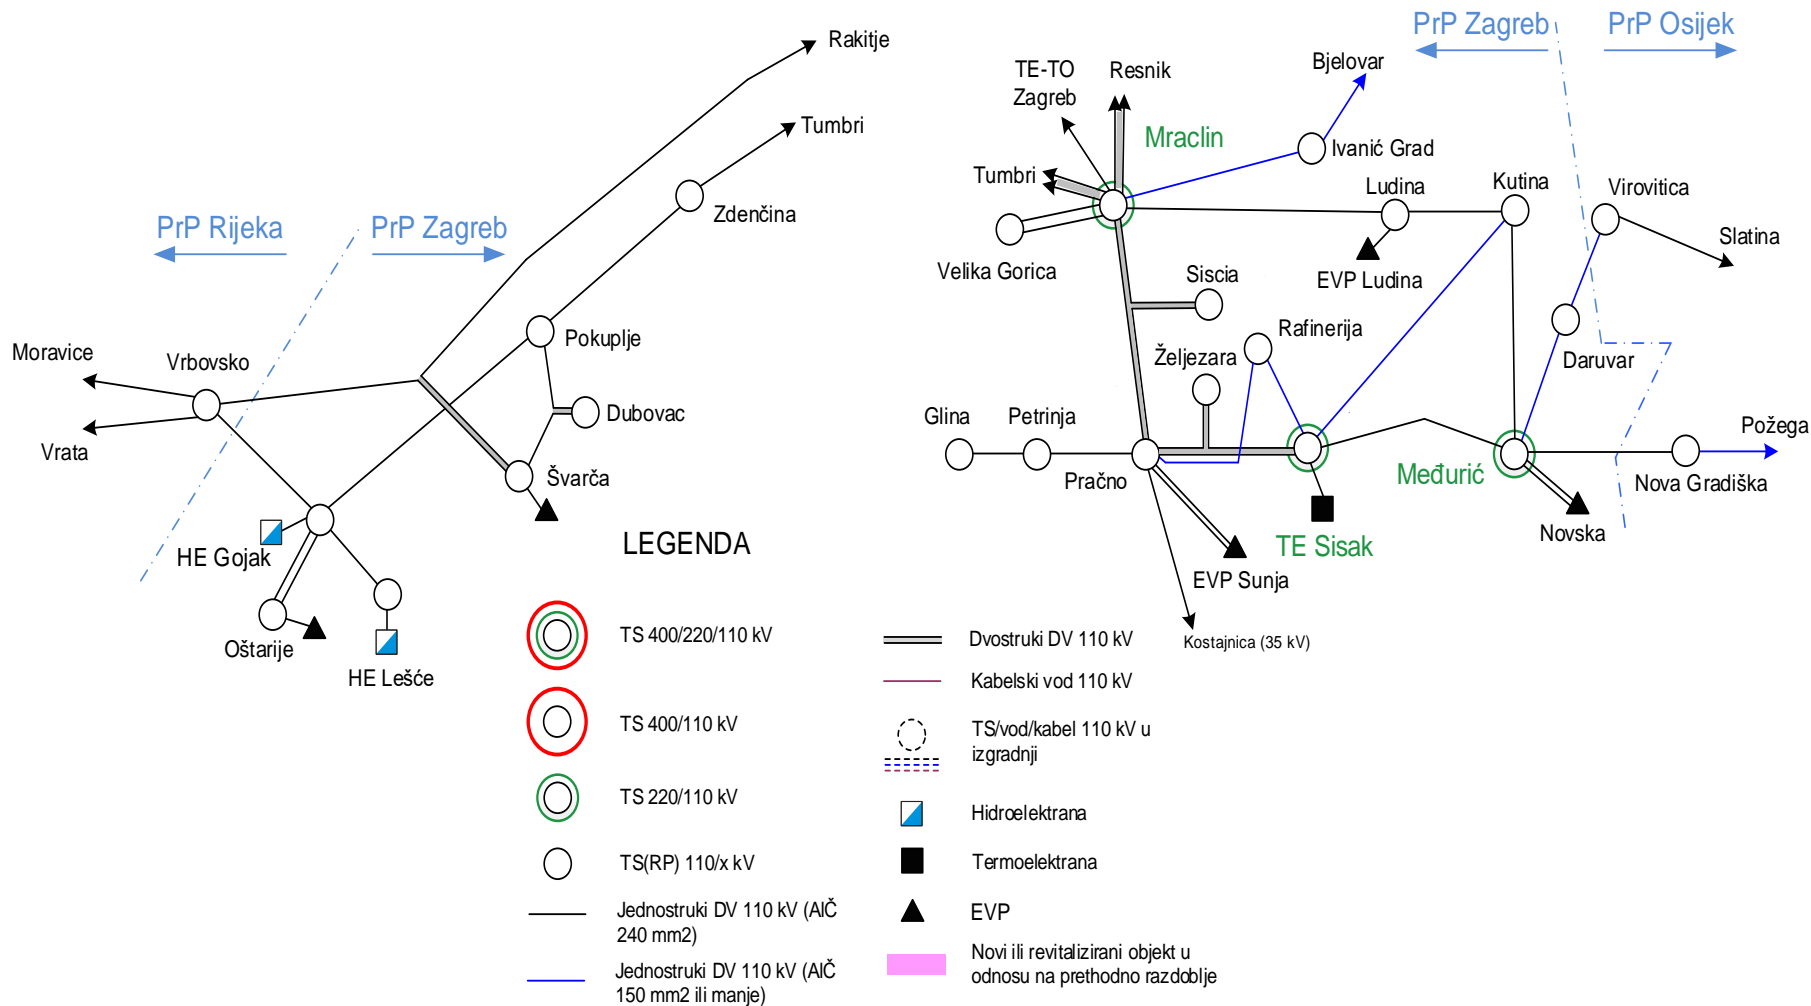 Rakitje
Tumbri
Zdenčina
PrP Rijeka
PrP Zagreb
Pokuplje
Moravice
Vrbovsko
Dubovac
Vrata
Švarča
HE Gojak
Oštarije
HE Lešće
PrP Zagreb
PrP Osijek
TE-TO
Zagreb
Resnik
Bjelovar
Mraclin
Ivanić Grad
Tumbri
Ludina
Kutina
Virovitica
Slatina
Velika Gorica
Siscia
EVP Ludina
Rafinerija
Željezara
Daruvar
Glina
Petrinja
Požega
Pračno
Međurić
Nova Gradiška
TE Sisak
Novska
EVP Sunja
Kostajnica (35 kV)
LEGENDA
TS 400/220/110 kV
TS 400/110 kV
TS 220/110 kV
TS(RP) 110/x kV
Jednostruki DV 110 kV (AlČ
240 mm2)
Jednostruki DV 110 kV (AlČ
150 mm2 ili manje)
Dvostruki DV 110 kV
Kabelski vod 110 kV
TS/vod/kabel 110 kV u
izgradnji
Hidroelektrana
Termoelektrana
EVP
Novi ili revitalizirani objekt u
odnosu na prethodno razdoblje